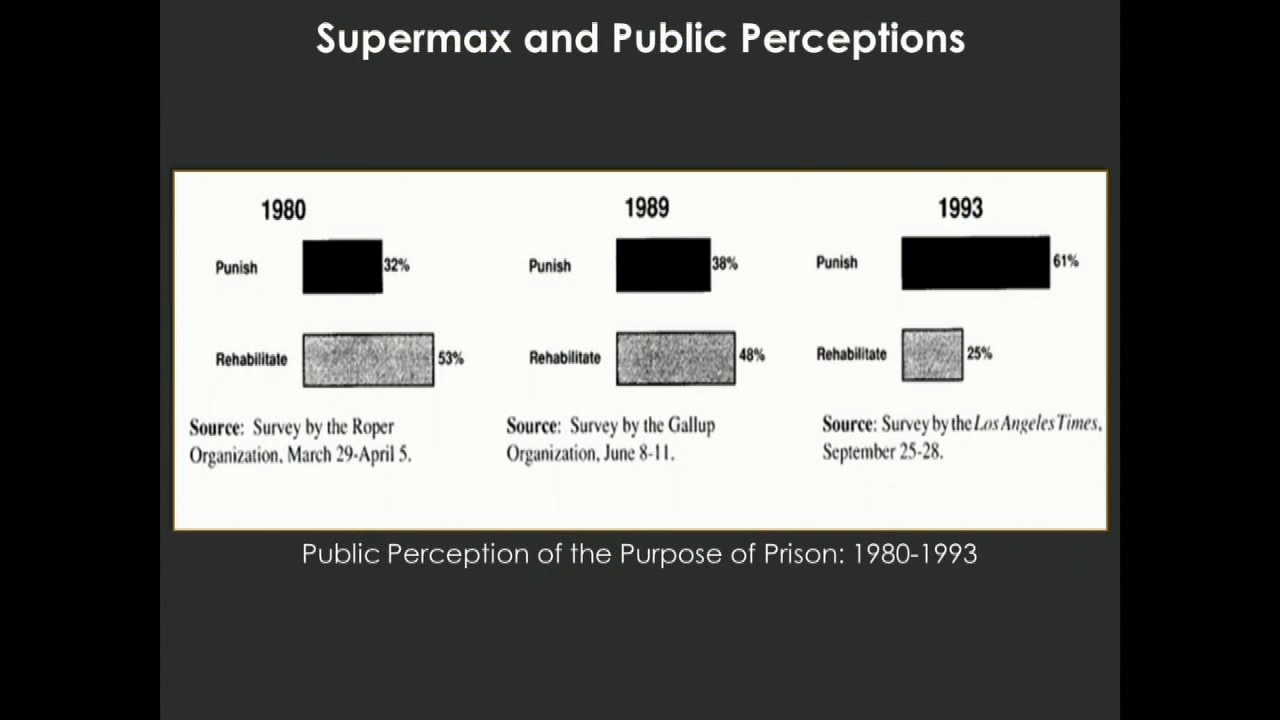 Supermax and Public Perceptions
1980
Punish 32%
Rehabilitate 53%
Source: Survey by the Roper
Organization, March 29-April 5.
1989
Punish 38%
Rehabilitate 48%
Source: Survey by the Gallup
Organization, June 8-11.
1993
Punish 61%
Rehabilitate 25%
Source: Survey by the Los Angeles Times,
September 25-28.
Public Perception of the Purpose of Prison: 1980-1993